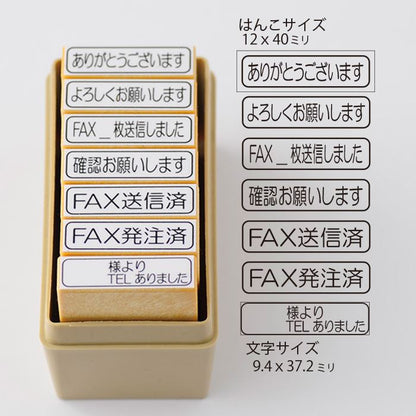 ありがとうございます
よろしくお願いします
FAX＿枚送信しました
確認お願いします
FAX送信済
FAX発注済
様より
TEL ありました
はんこサイズ
12 x 40ミリ
ありがとうございます
よろしくお願いします
FAX＿枚送信しました
確認お願いします
FAX送信済
FAX発注済
様より
TEL ありました
文字サイズ
9.4 x 37.2 ミリ